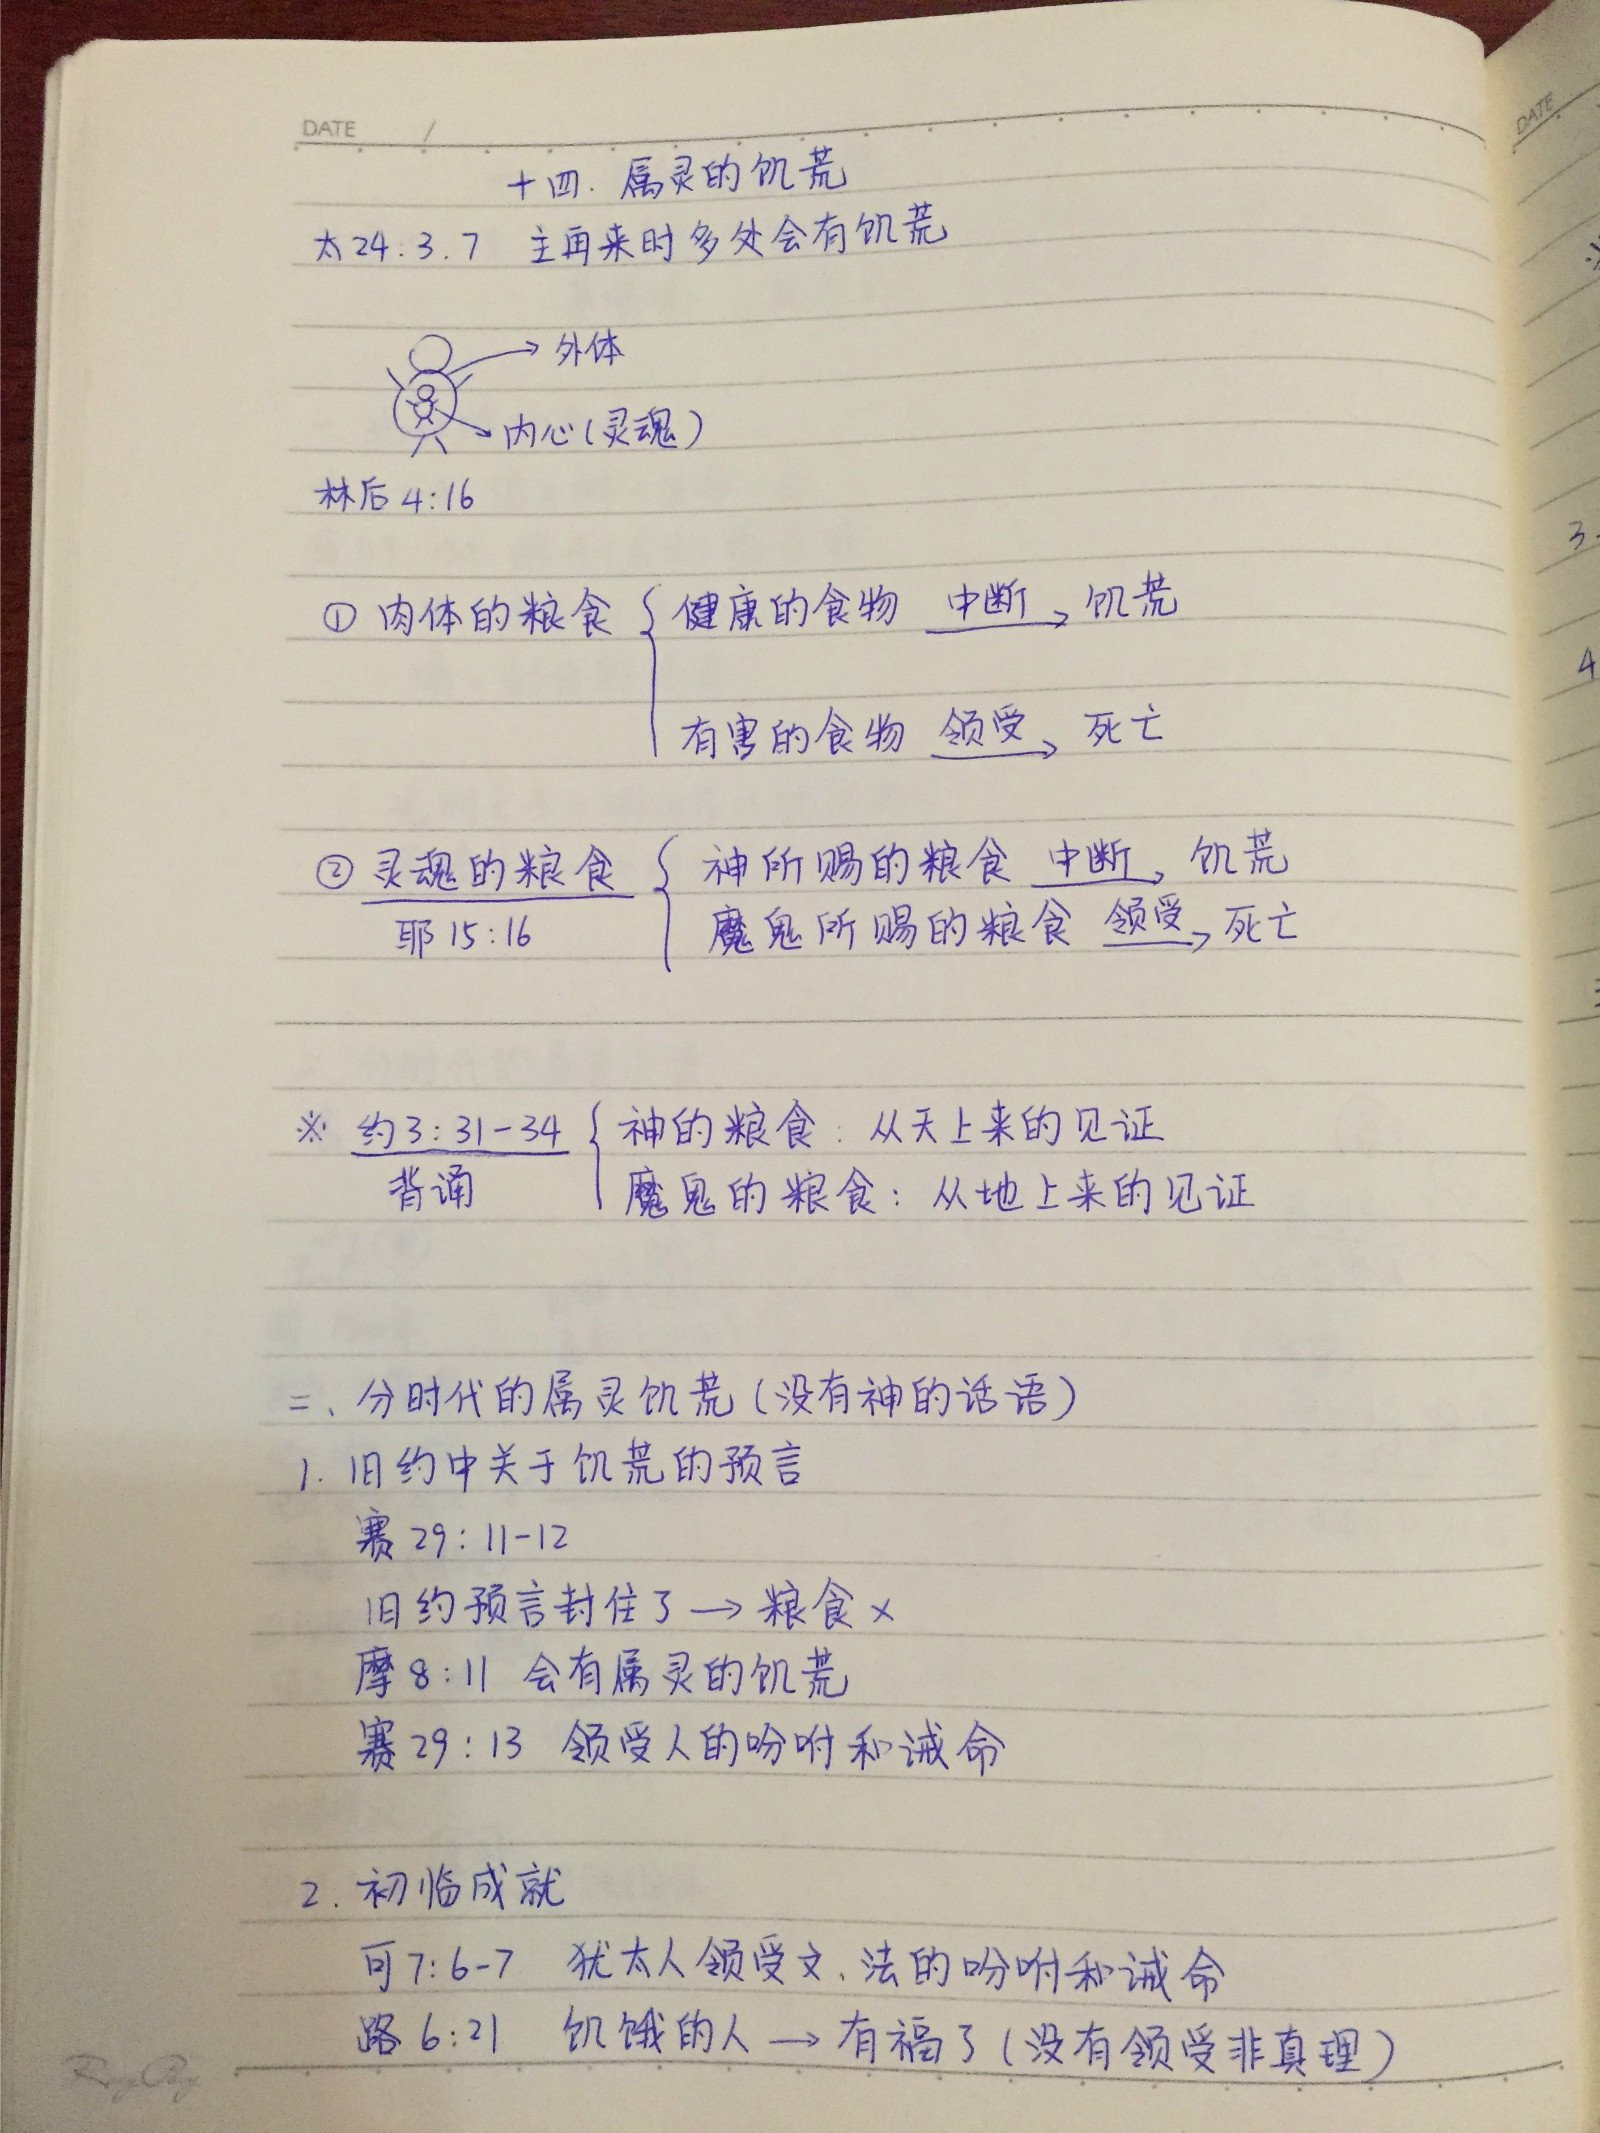 DATE /
十四. 属灵的饥荒
太24:3.7 主再来时多处会有饥荒
外体
内心(灵魂)
林后4:16
① 肉体的粮食 { 健康的食物 中断→ 饥荒
有害的食物 领受→ 死亡
② 灵魂的粮食 { 神所赐的粮食 中断→ 饥荒
耶15:16 魔鬼所赐的粮食 领受→ 死亡
※ 约3:31-34 { 神的粮食: 从天上来的见证
背诵 魔鬼的粮食: 从地上来的见证
二、分时代的属灵饥荒(没有神的话语)
1. 旧约中关于饥荒的预言
赛29:11-12
旧约预言封住了→粮食×
摩8:11 会有属灵的饥荒
赛29:13 领受人的吩咐和诫命
2. 初临成就
可7:6-7 犹太人领受文、法的吩咐和诫命
路6:21 饥饿的人→有福了(没有领受非真理)
DATE
3.
4